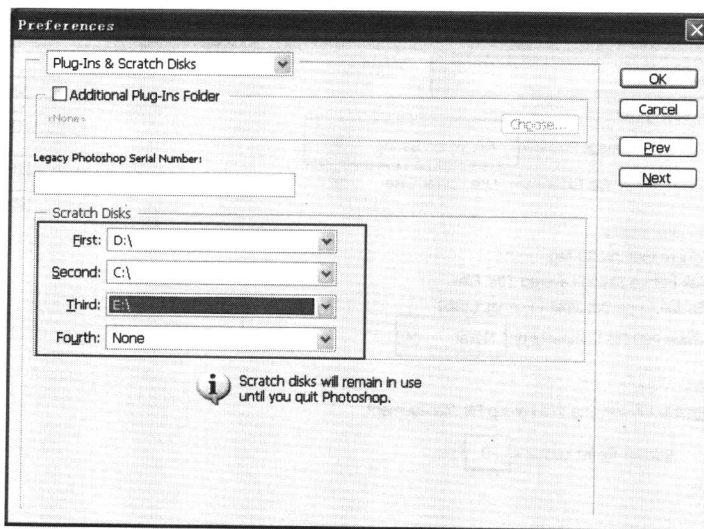 Preferences
Plug-Ins & Scratch Disks
Additional Plug-Ins Folder
<None>
Choose...
OK
Cancel
Prev
Next
Legacy Photoshop Serial Number:
Scratch Disks
First: D:\
Second: C:\
Third: E:\
Fourth: None
Scratch disks will remain in use
until you quit Photoshop.